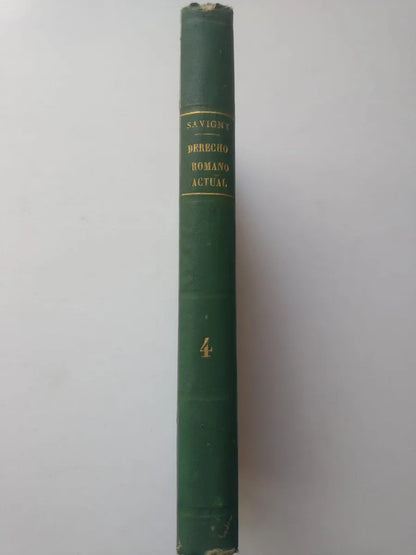 SAVIGNY
DERECHO
ROMANO
ACTUAL
4